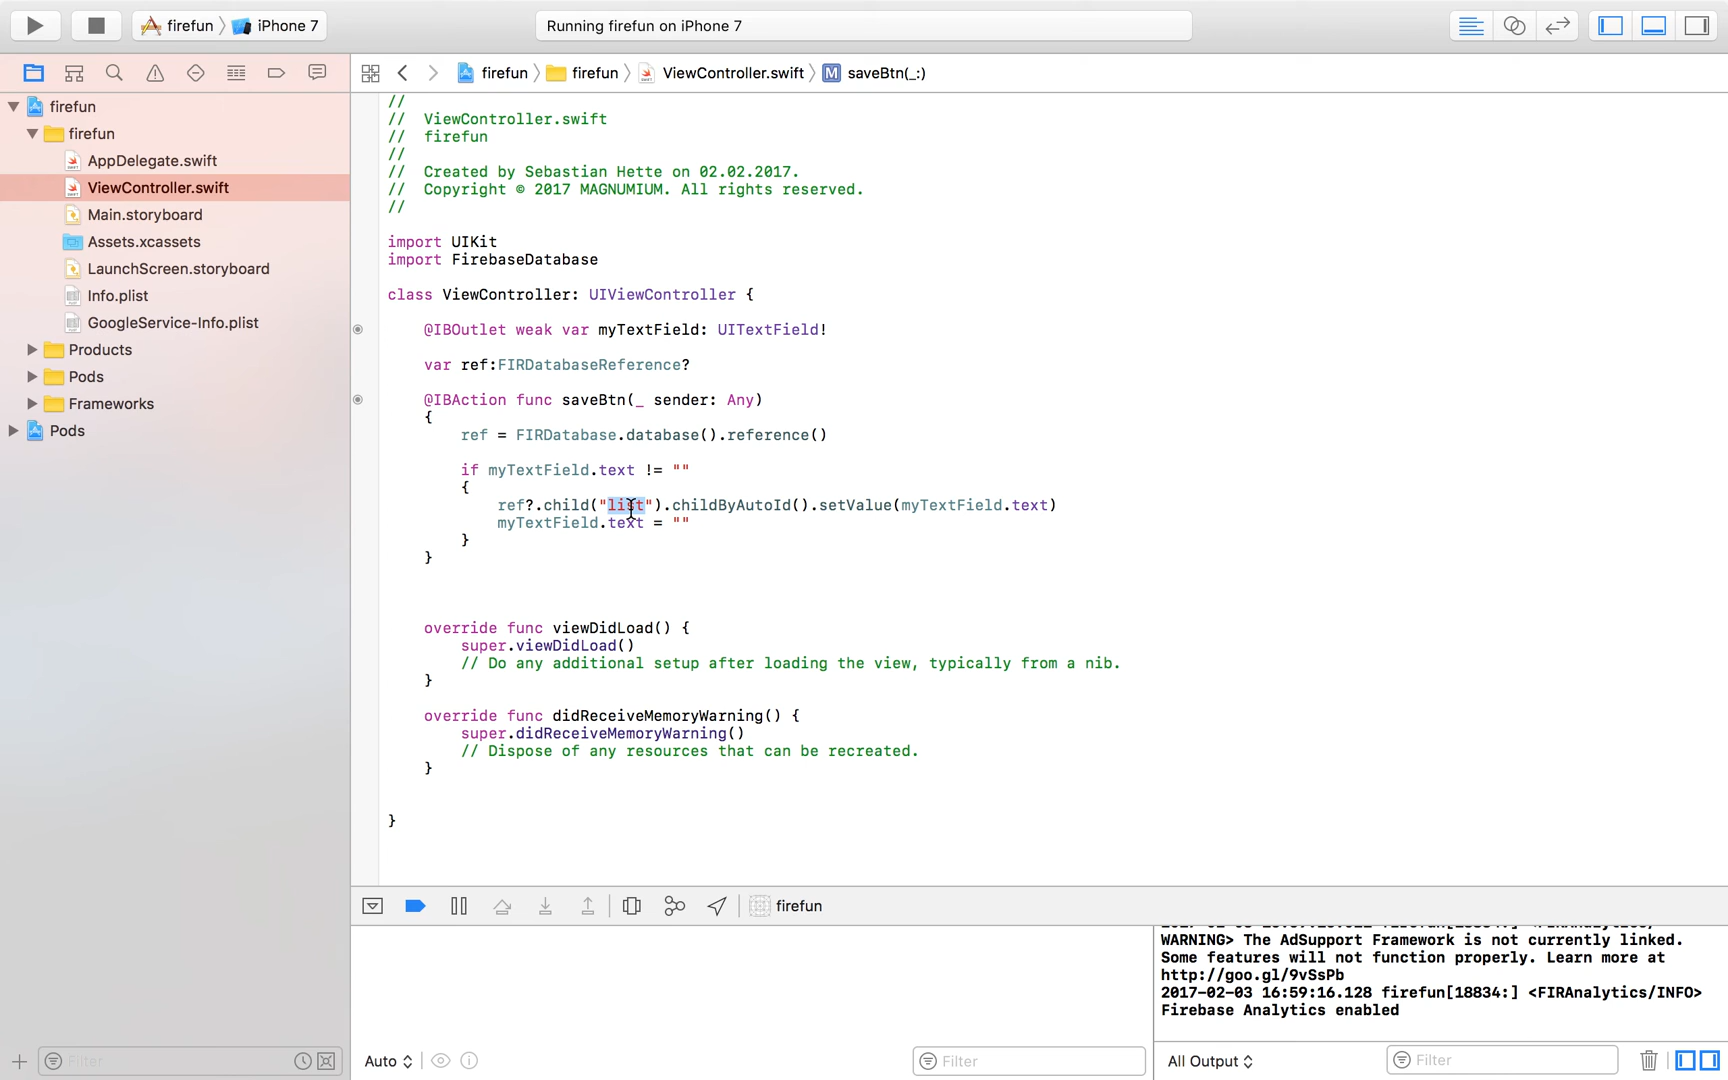 firefun iPhone 7
Running firefun on iPhone 7
firefun firefun ViewController.swift M saveBtn(_:)
firefun
firefun
AppDelegate.swift
ViewController.swift
Main.storyboard
Assets.xcassets
LaunchScreen.storyboard
Info.plist
GoogleService-Info.plist
Products
Pods
Frameworks
Pods
//
//  ViewController.swift
//  firefun
//
//  Created by Sebastian Hette on 02.02.2017.
//  Copyright © 2017 MAGNUMIUM. All rights reserved.
//
import UIKit
import FirebaseDatabase
class ViewController: UIViewController {
@IBOutlet weak var myTextField: UITextField!
var ref:FIRDatabaseReference?
@IBAction func saveBtn(_ sender: Any)
{
ref = FIRDatabase.database().reference()
if myTextField.text != ""
{
ref?.child("list").childByAutoId().setValue(myTextField.text)
myTextField.text = ""
}
}
override func viewDidLoad() {
super.viewDidLoad()
// Do any additional setup after loading the view, typically from a nib.
}
override func didReceiveMemoryWarning() {
super.didReceiveMemoryWarning()
// Dispose of any resources that can be recreated.
}
}
firefun
WARNING> The AdSupport Framework is not currently linked.
Some features will not function properly. Learn more at
http://goo.gl/9vSsPb
2017-02-03 16:59:16.128 firefun[18834:] <FIRAnalytics/INFO>
Firebase Analytics enabled
Filter
Auto
Filter
All Output
Filter